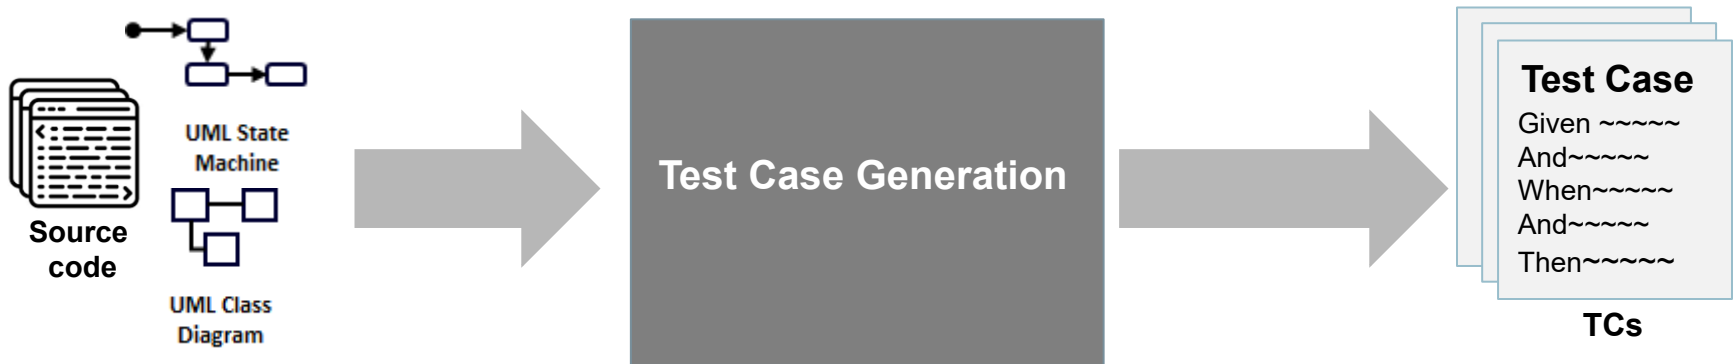 UML State
Machine
Source
code
UML Class
Diagram
Test Case Generation
Test Case
Given ~~~~~
And~~~~~
When~~~~~
And~~~~~
Then~~~~~
TCs